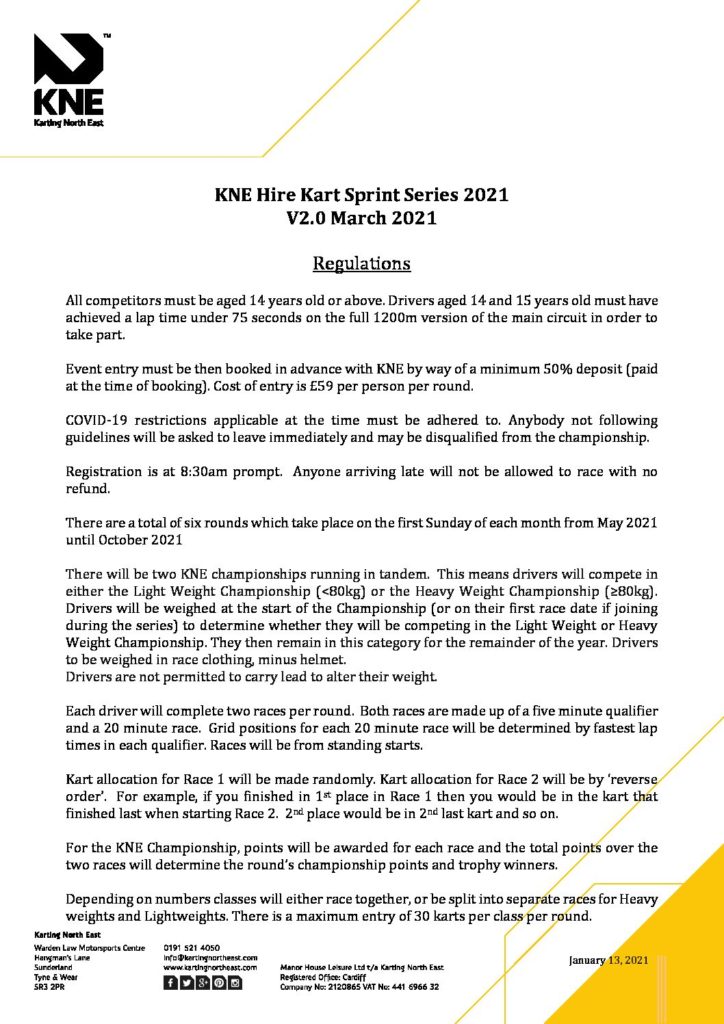 TM
KNE
Karting North East
KNE Hire Kart Sprint Series 2021
V2.0 March 2021
Regulations
All competitors must be aged 14 years old or above. Drivers aged 14 and 15 years old must have
achieved a lap time under 75 seconds on the full 1200m version of the main circuit in order to
take part.
Event entry must be then booked in advance with KNE by way of a minimum 50% deposit (paid
at the time of booking). Cost of entry is £59 per person per round.
COVID-19 restrictions applicable at the time must be adhered to. Anybody not following
guidelines will be asked to leave immediately and may be disqualified from the championship.
Registration is at 8:30am prompt. Anyone arriving late will not be allowed to race with no
refund.
There are a total of six rounds which take place on the first Sunday of each month from May 2021
until October 2021
There will be two KNE championships running in tandem. This means drivers will compete in
either the Light Weight Championship (<80kg) or the Heavy Weight Championship (≥80kg).
Drivers will be weighed at the start of the Championship (or on their first race date if joining
during the series) to determine whether they will be competing in the Light Weight or Heavy
Weight Championship. They then remain in this category for the remainder of the year. Drivers
to be weighed in race clothing, minus helmet.
Drivers are not permitted to carry lead to alter their weight.
Each driver will complete two races per round. Both races are made up of a five minute qualifier
and a 20 minute race. Grid positions for each 20 minute race will be determined by fastest lap
times in each qualifier. Races will be from standing starts.
Kart allocation for Race 1 will be made randomly. Kart allocation for Race 2 will be by ‘reverse
order’. For example, if you finished in 1st place in Race 1 then you would be in the kart that
finished last when starting Race 2. 2nd place would be in 2nd last kart and so on.
For the KNE Championship, points will be awarded for each race and the total points over the
two races will determine the round’s championship points and trophy winners.
Depending on numbers classes will either race together, or be split into separate races for Heavy
weights and Lightweights. There is a maximum entry of 30 karts per class per round.
Karting North East
Warden Law Motorsports Centre
Hangman's Lane
Sunderland
Tyne & Wear
SR3 2PR
0191 521 4050
info@kartingnortheast.com
www.kartingnortheast.com
Manor House Leisure Ltd t/a Karting North East
Registered Office: Cardiff
Company No: 2120865 VAT No: 441 6966 32
January 13, 2021